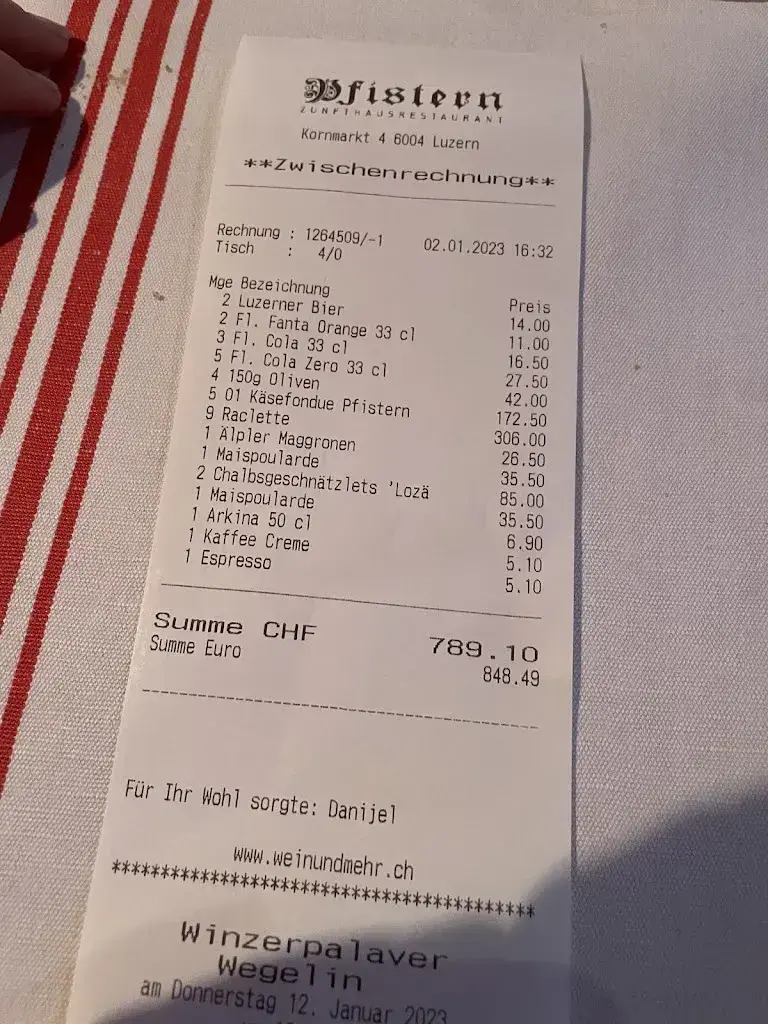 Pfistern
ZUNFTHAUSRESTAURANT
Kornmarkt 4 6004 Luzern
**Zwischenrechnung**
Rechnung : 1264509/-1 02.01.2023 16:32
Tisch : 4/0
Mge Bezeichnung Preis
2 Luzerner Bier 14.00
2 Fl. Fanta Orange 33 cl 11.00
3 Fl. Cola 33 cl 16.50
5 Fl. Cola Zero 33 cl 27.50
4 150g Oliven 42.00
5 01 Käsefondue Pfistern 172.50
9 Raclette 306.00
1 Älpler Maggronen 26.50
1 Maispoularde 35.50
2 Chalbsgeschnätzlets 'Lozä 85.00
1 Maispoularde 35.50
1 Arkina 50 cl 6.90
1 Kaffee Creme 5.10
1 Espresso 5.10
Summe CHF 789.10
Summe Euro 848.49
Für Ihr Wohl sorgte: Danijel
www.weinundmehr.ch
*******************************************
Winzerpalaver
Wegelin
am Donnerstag 12. Januar 2023